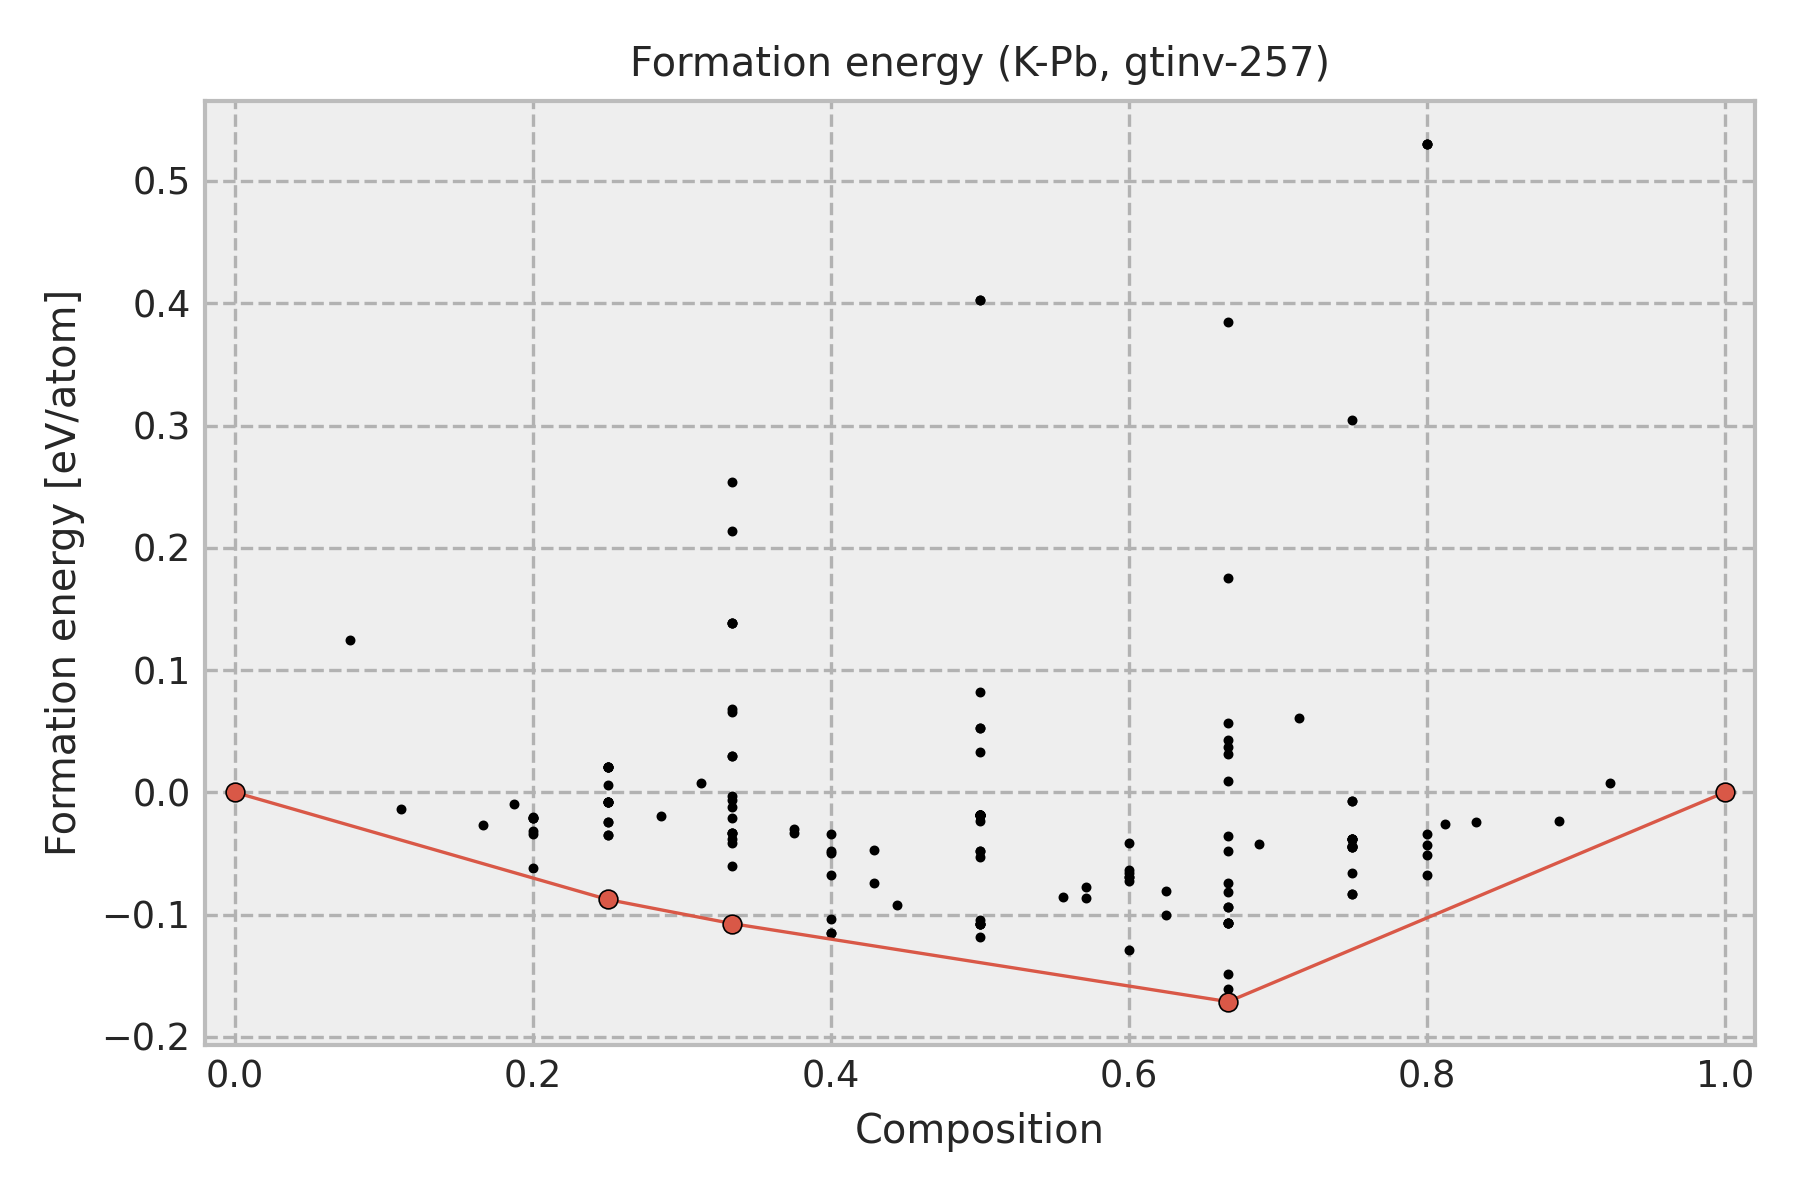 Formation energy (K-Pb, gtinv-257)
Formation energy [eV/atom]
0.5
0.4
0.3
0.2
0.1
0.0
−0.1
−0.2
0.0 0.2 0.4 0.6 0.8 1.0
Composition